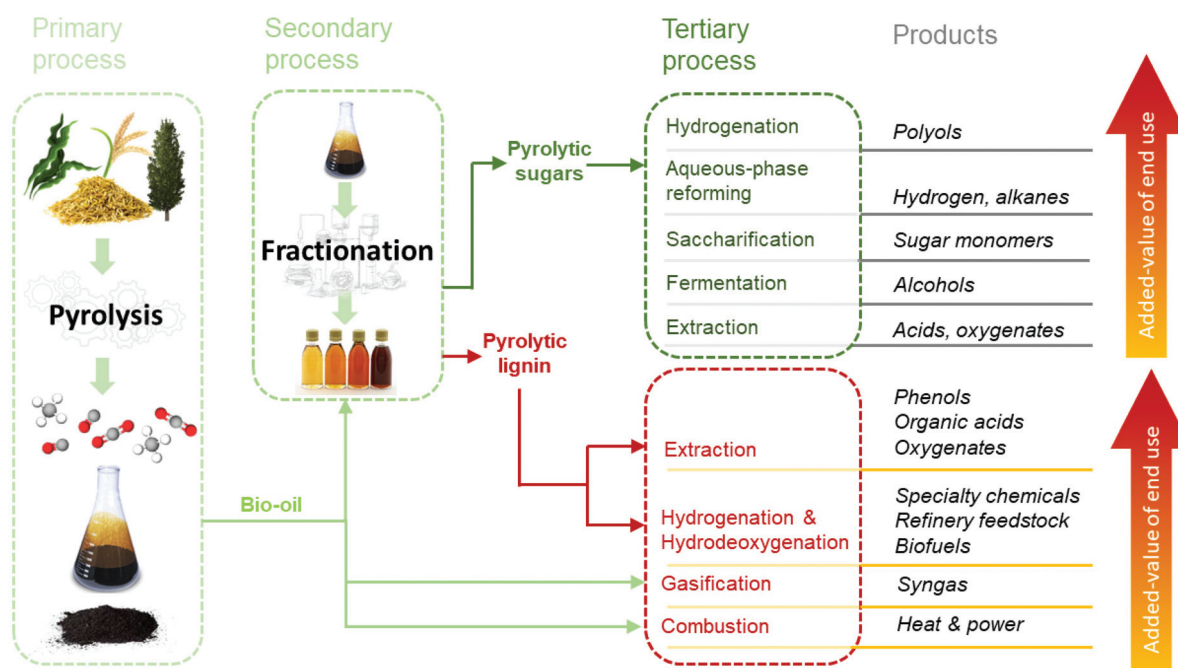 Primary
process
Secondary
process
Tertiary
process
Products
Pyrolysis
Bio-oil
Fractionation
Pyrolytic
sugars
Pyrolytic
lignin
Hydrogenation
Polyols
Aqueous-phase
reforming
Hydrogen, alkanes
Saccharification
Sugar monomers
Fermentation
Alcohols
Extraction
Acids, oxygenates
Added-value of end use
Extraction
Phenols
Organic acids
Oxygenates
Hydrogenation &
Hydrodeoxygenation
Specialty chemicals
Refinery feedstock
Biofuels
Gasification
Syngas
Combustion
Heat & power
Added-value of end use